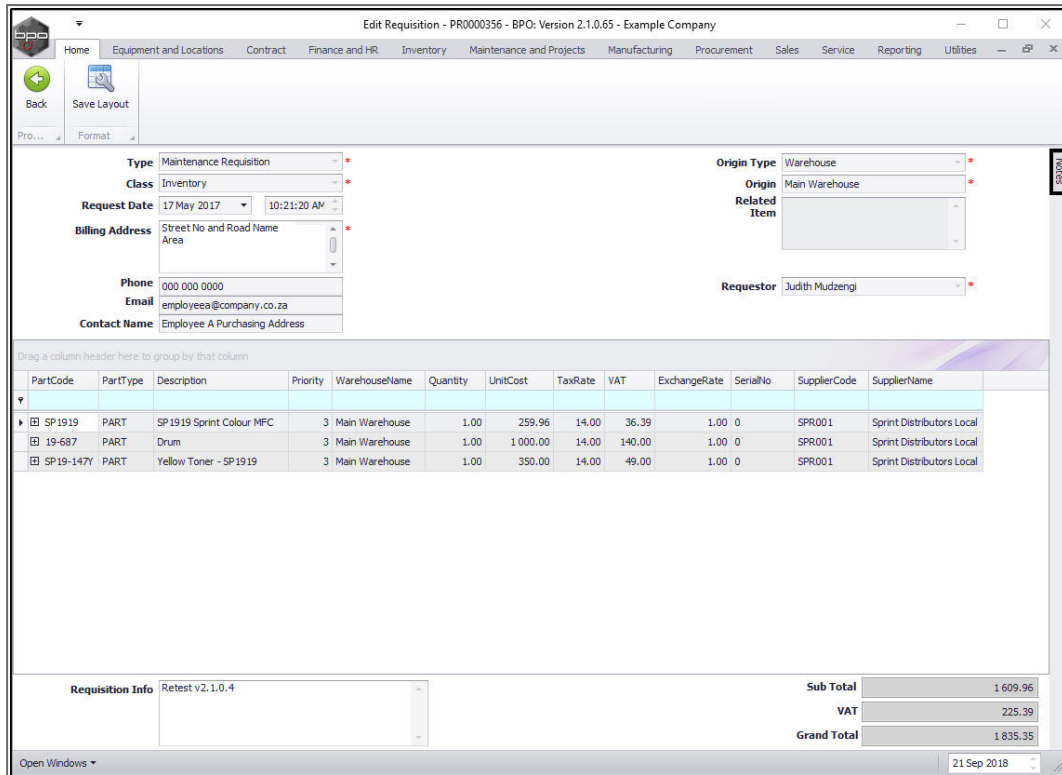 Edit Requisition - PR0000356 - BPO: Version 2.1.0.65 - Example Company
bpo
Home Equipment and Locations Contract Finance and HR Inventory Maintenance and Projects Manufacturing Procurement Sales Service Reporting Utilities
Back Save Layout
Pro... Format
Type Maintenance Requisition * Origin Type Warehouse *
Notes
Class Inventory * Origin Main Warehouse *
Request Date 17 May 2017 10:21:20 AM Related Item
Billing Address Street No and Road Name *
Area
Phone 000 000 0000 Requestor Judith Mudzengi *
Email employeea@company.co.za
Contact Name Employee A Purchasing Address
Drag a column header here to group by that column
PartCode PartType Description Priority WarehouseName Quantity UnitCost TaxRate VAT ExchangeRate SerialNo SupplierCode SupplierName
SP1919 PART SP1919 Sprint Colour MFC 3 Main Warehouse 1.00 259.96 14.00 36.39 1.00 0 SPR001 Sprint Distributors Local
19-687 PART Drum 3 Main Warehouse 1.00 1 000.00 14.00 140.00 1.00 0 SPR001 Sprint Distributors Local
SP19-147Y PART Yellow Toner - SP1919 3 Main Warehouse 1.00 350.00 14.00 49.00 1.00 0 SPR001 Sprint Distributors Local
Requisition Info Retest v2.1.0.4 Sub Total 1 609.96
VAT 225.39
Grand Total 1 835.35
Open Windows 21 Sep 2018